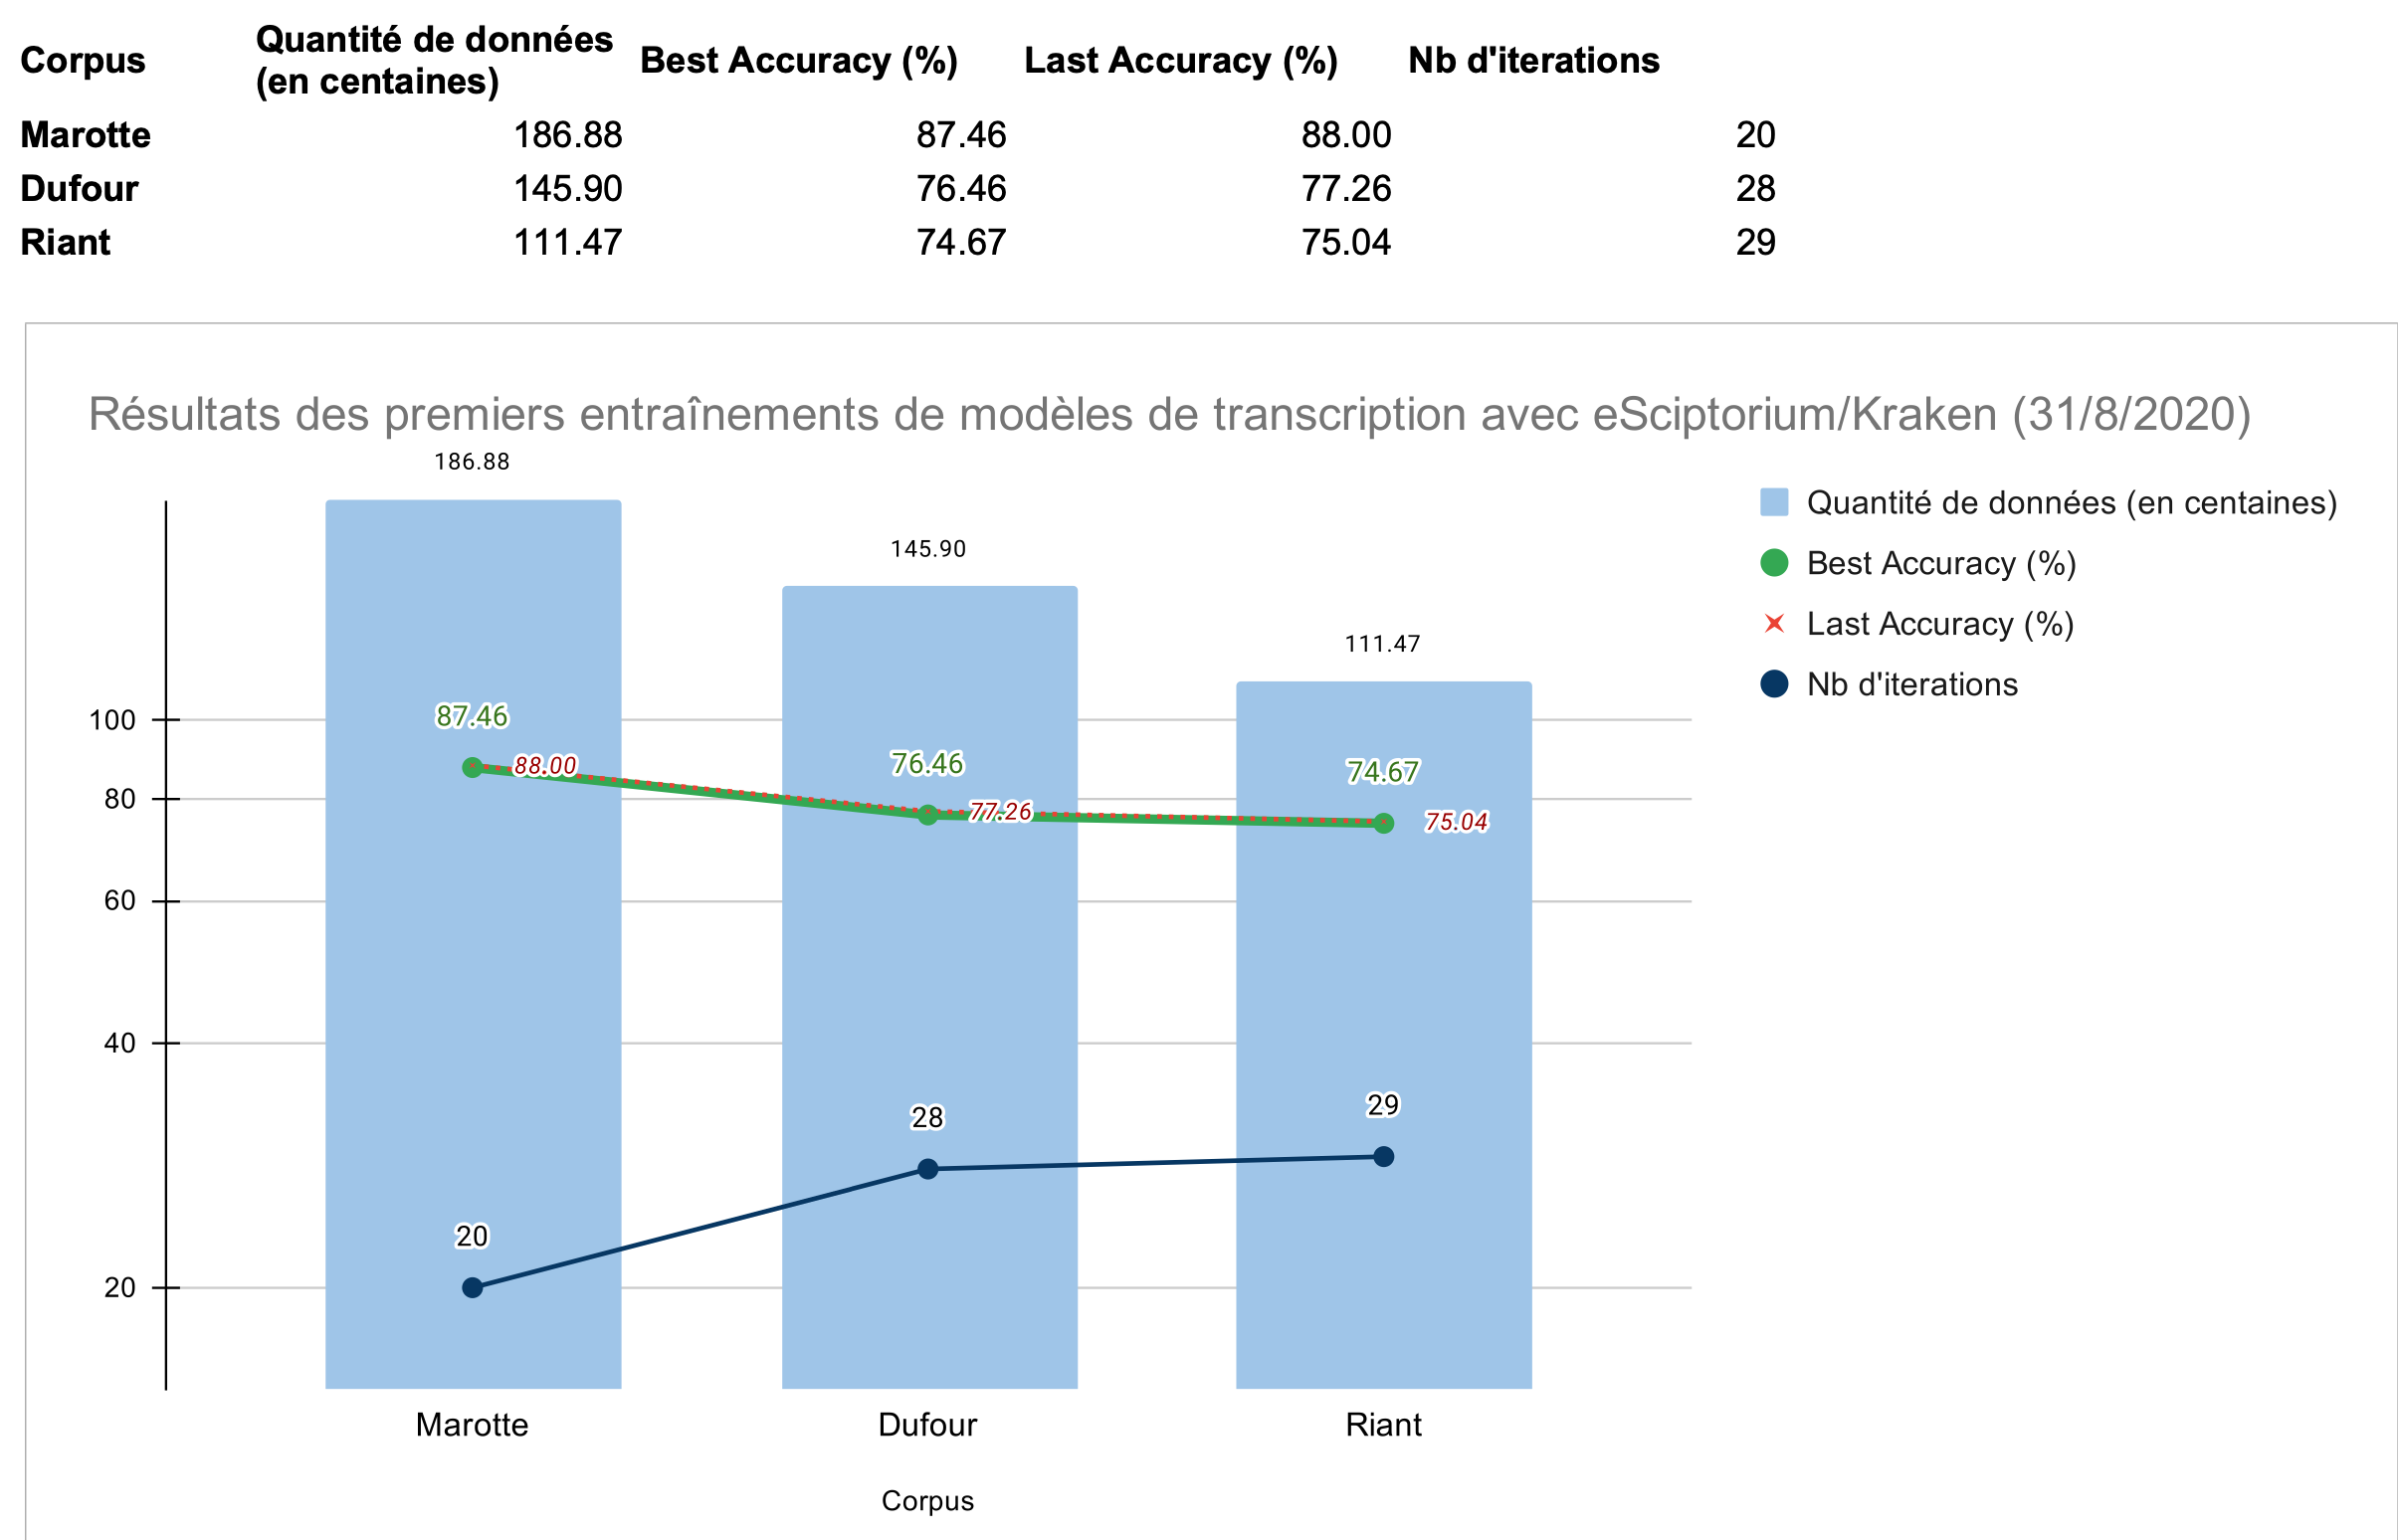 Corpus Quantité de données (en centaines) Best Accuracy (%) Last Accuracy (%) Nb d'iterations
Marotte 186.88 87.46 88.00 20
Dufour 145.90 76.46 77.26 28
Riant 111.47 74.67 75.04 29
Résultats des premiers entraînements de modèles de transcription avec eSciptorium/Kraken (31/8/2020)
186.88
145.90
111.47
Quantité de données (en centaines)
Best Accuracy (%)
Last Accuracy (%)
Nb d'iterations
100
80
60
40
20
87.46
88.00
76.46
77.26
74.67
75.04
20
28
29
Marotte Dufour Riant
Corpus